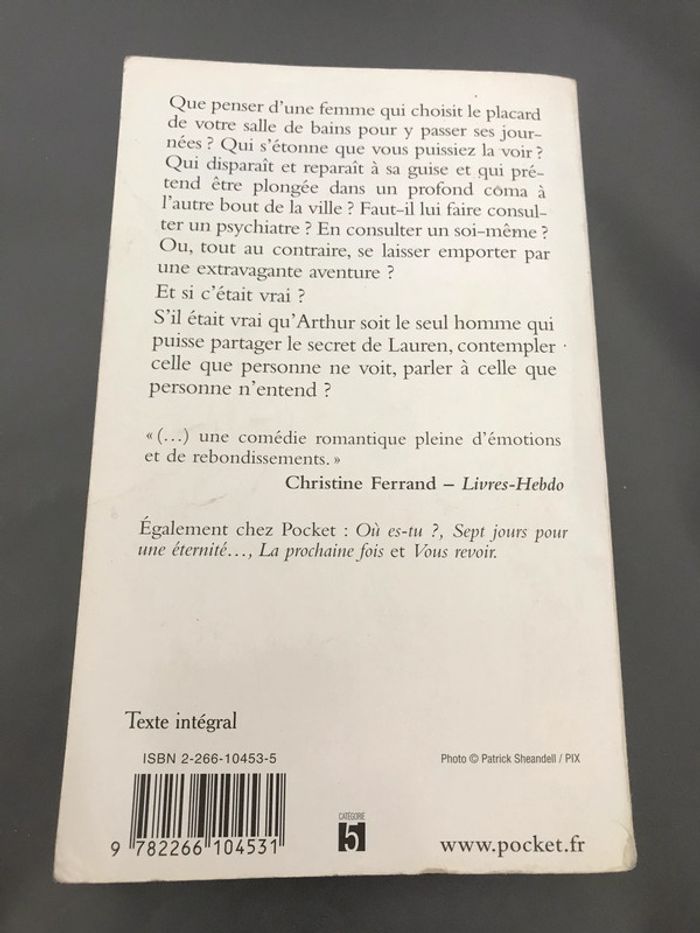 Que penser d'une femme qui choisit le placard
de votre salle de bains pour y passer ses jour-
nées ? Qui s'étonne que vous puissiez la voir ?
Qui disparaît et reparaît à sa guise et qui pré-
tend être plongée dans un profond coma à
l'autre bout de la ville ? Faut-il lui faire consul-
ter un psychiatre ? En consulter un soi-même ?
Ou, tout au contraire, se laisser emporter par
une extravagante aventure ?
Et si c'était vrai ?
S'il était vrai qu'Arthur soit le seul homme qui
puisse partager le secret de Lauren, contempler
celle que personne ne voit, parler à celle que
personne n'entend ?
« (...) une comédie romantique pleine d'émotions
et de rebondissements. »
Christine Ferrand – Livres-Hebdo
Également chez Pocket : Où es-tu ?, Sept jours pour
une éternité..., La prochaine fois et Vous revoir.
Texte intégral
ISBN 2-266-10453-5
Photo © Patrick Sheandell / PIX
9 782266 104531
CATÉGORIE
5
www.pocket.fr